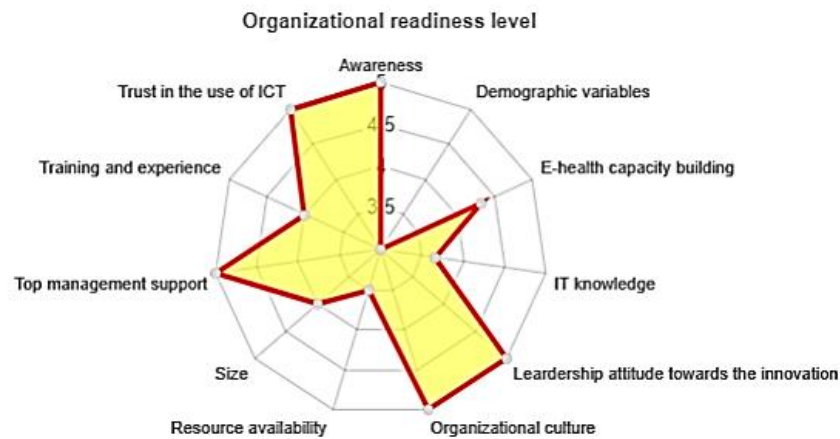 Organizational readiness level
Awareness
Trust in the use of ICT
Demographic variables
5
4.5
Training and experience
E-health capacity building
4
3.5
Top management support
IT knowledge
Size
Leardership attitude towards the innovation
Resource availability
Organizational culture